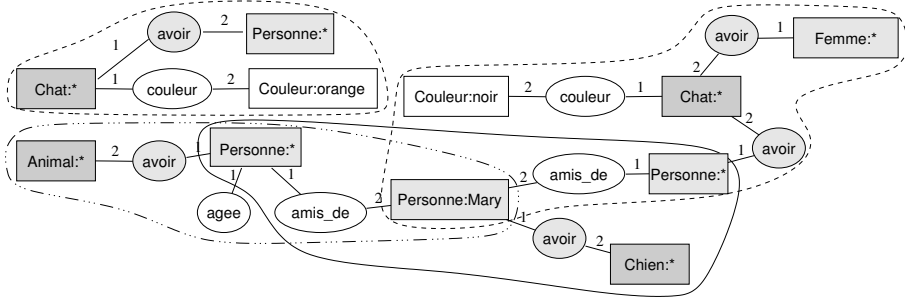 avoir 2 Personne:*
avoir 1 Femme:*
1
2
Chat:* 1 couleur 2 Couleur:orange
Couleur:noir 2 couleur 1 Chat:*
2
Animal:* 2 avoir 1 Personne:*
avoir
1
1 1
amis_de 1 Personne:*
2
agee amis_de 2 Personne:Mary
1
avoir
2
Chien:*